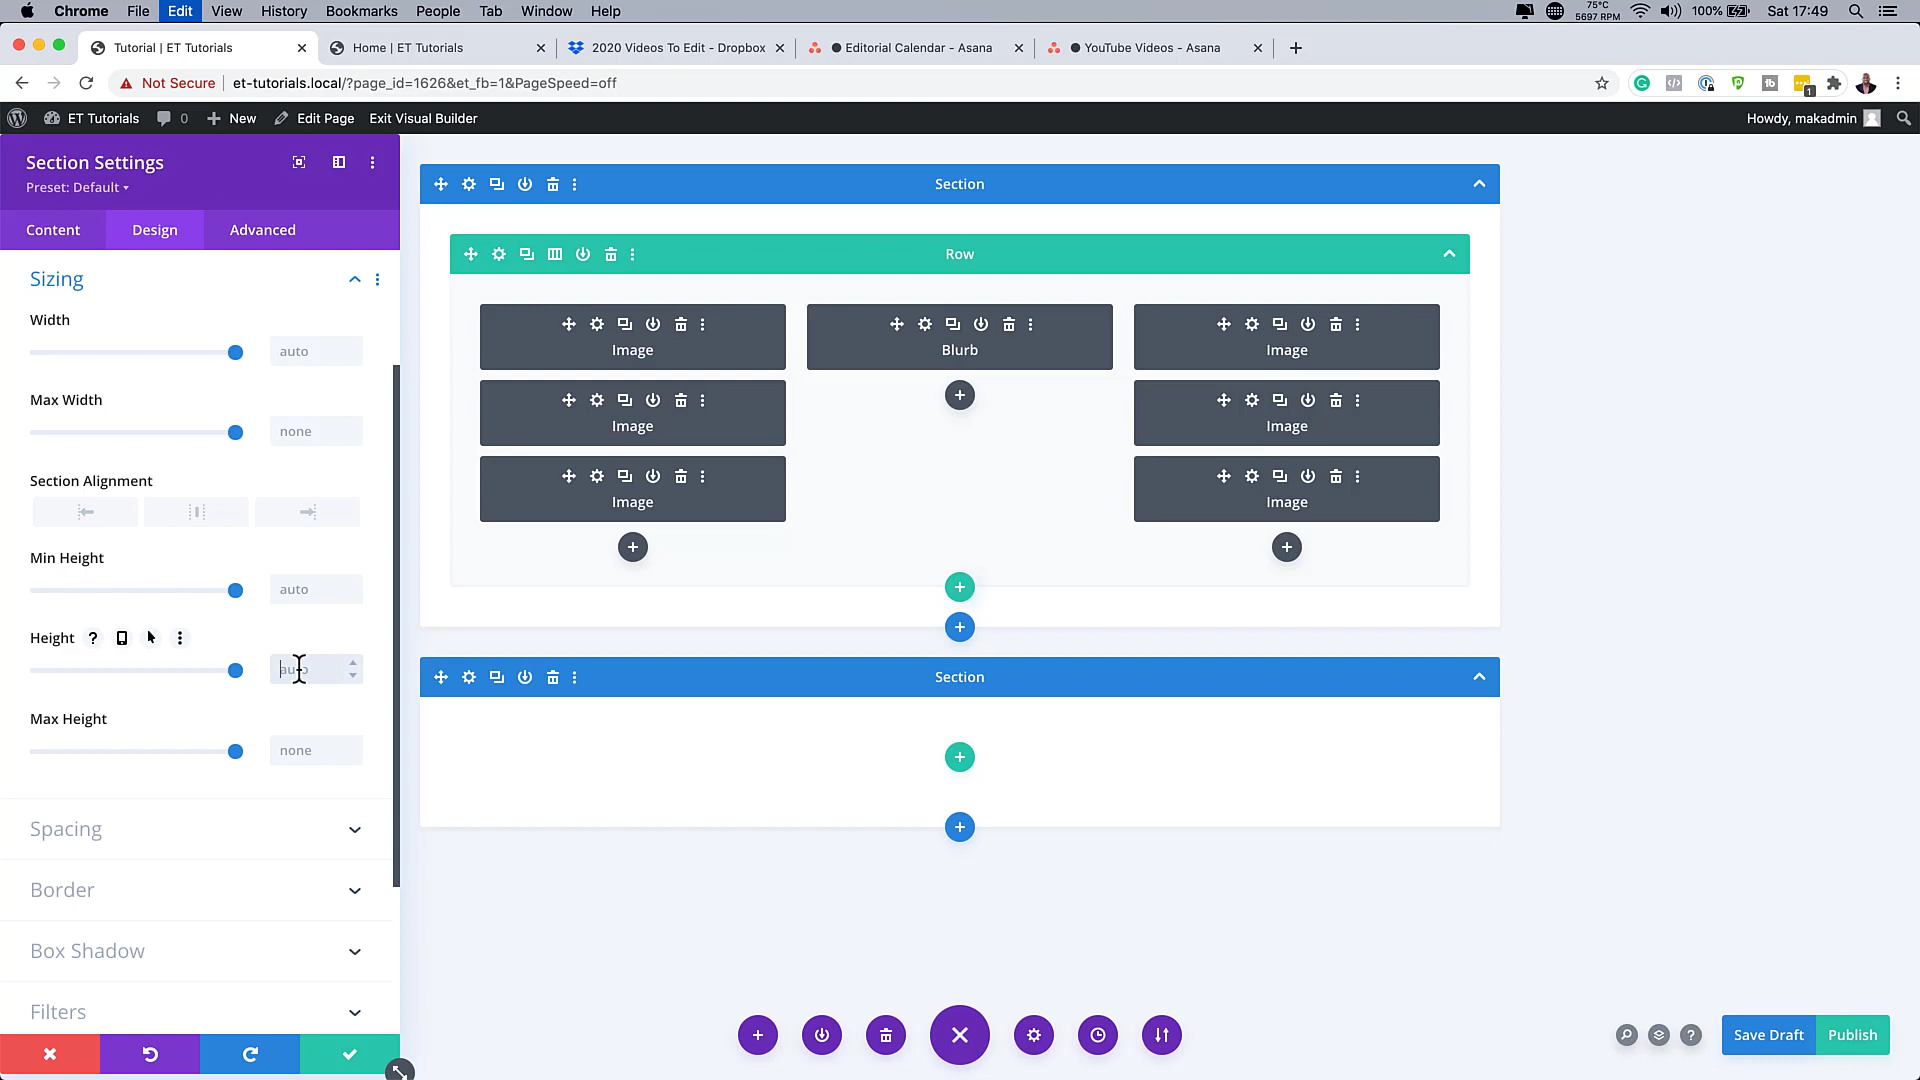 Chrome File Edit View History Bookmarks People Tab Window Help 75°C 5697 RPM 100% Sat 17:49
Tutorial | ET Tutorials Home | ET Tutorials 2020 Videos To Edit - Dropbox Editorial Calendar - Asana YouTube Videos - Asana
Not Secure et-tutorials.local/?page_id=1626&et_fb=1&PageSpeed=off 1
ET Tutorials 0 New Edit Page Exit Visual Builder Howdy, makadmin
Section Settings
Preset: Default
Content Design Advanced
Sizing
Width
auto
Max Width
none
Section Alignment
Min Height
auto
Height ?
auto
Max Height
none
Spacing
Border
Box Shadow
Filters
Section
Row
Image Blurb Image
Image Image
Image Image
Section
? Save Draft Publish